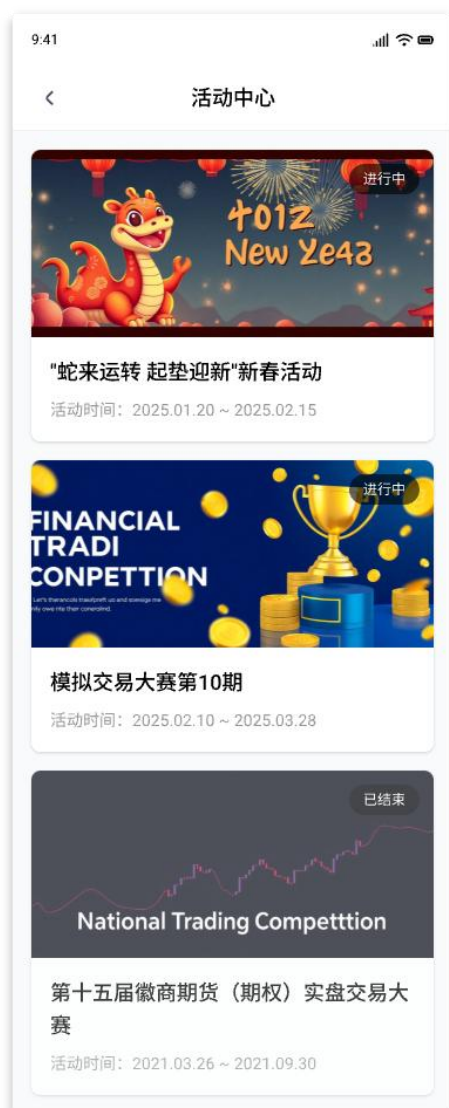 9:41
活动中心
进行中
4012
New Ye43
"蛇来运转 起垫迎新"新春活动
活动时间：2025.01.20 ~ 2025.02.15
进行中
FINANCIAL
TRADI
CONPETTION
模拟交易大赛第10期
活动时间：2025.02.10 ~ 2025.03.28
已结束
National Trading Competttion
第十五届徽商期货（期权）实盘交易大
赛
活动时间：2021.03.26 ~ 2021.09.30